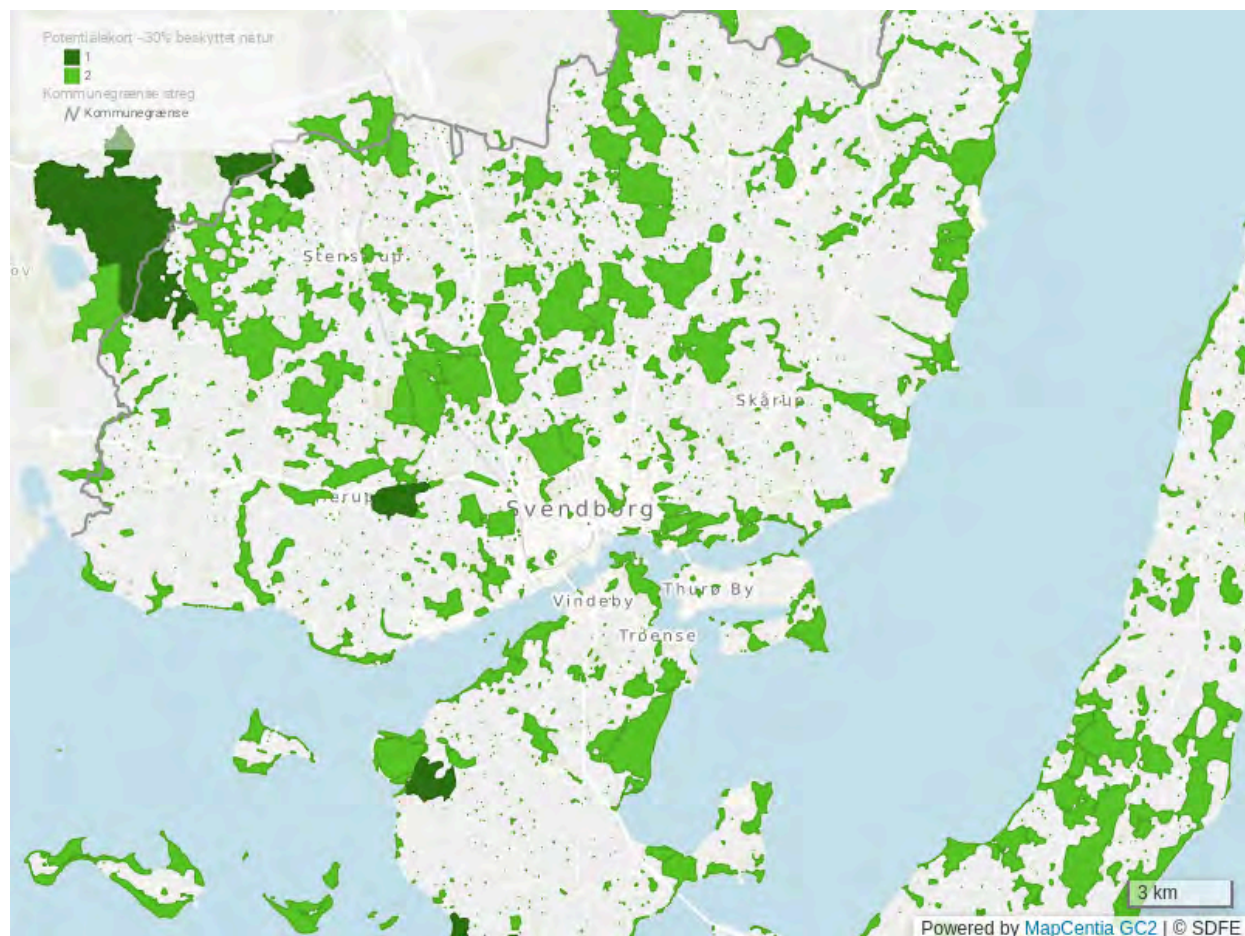 Potentialekort -30% beskyttet natur
1
2
Kommunegrænse streg
Kommunegrænse
Stenstrup
Skårup
Svendborg
Vindeby
Thurø By
Troense
3 km
Powered by MapCentia GC2 | © SDFE